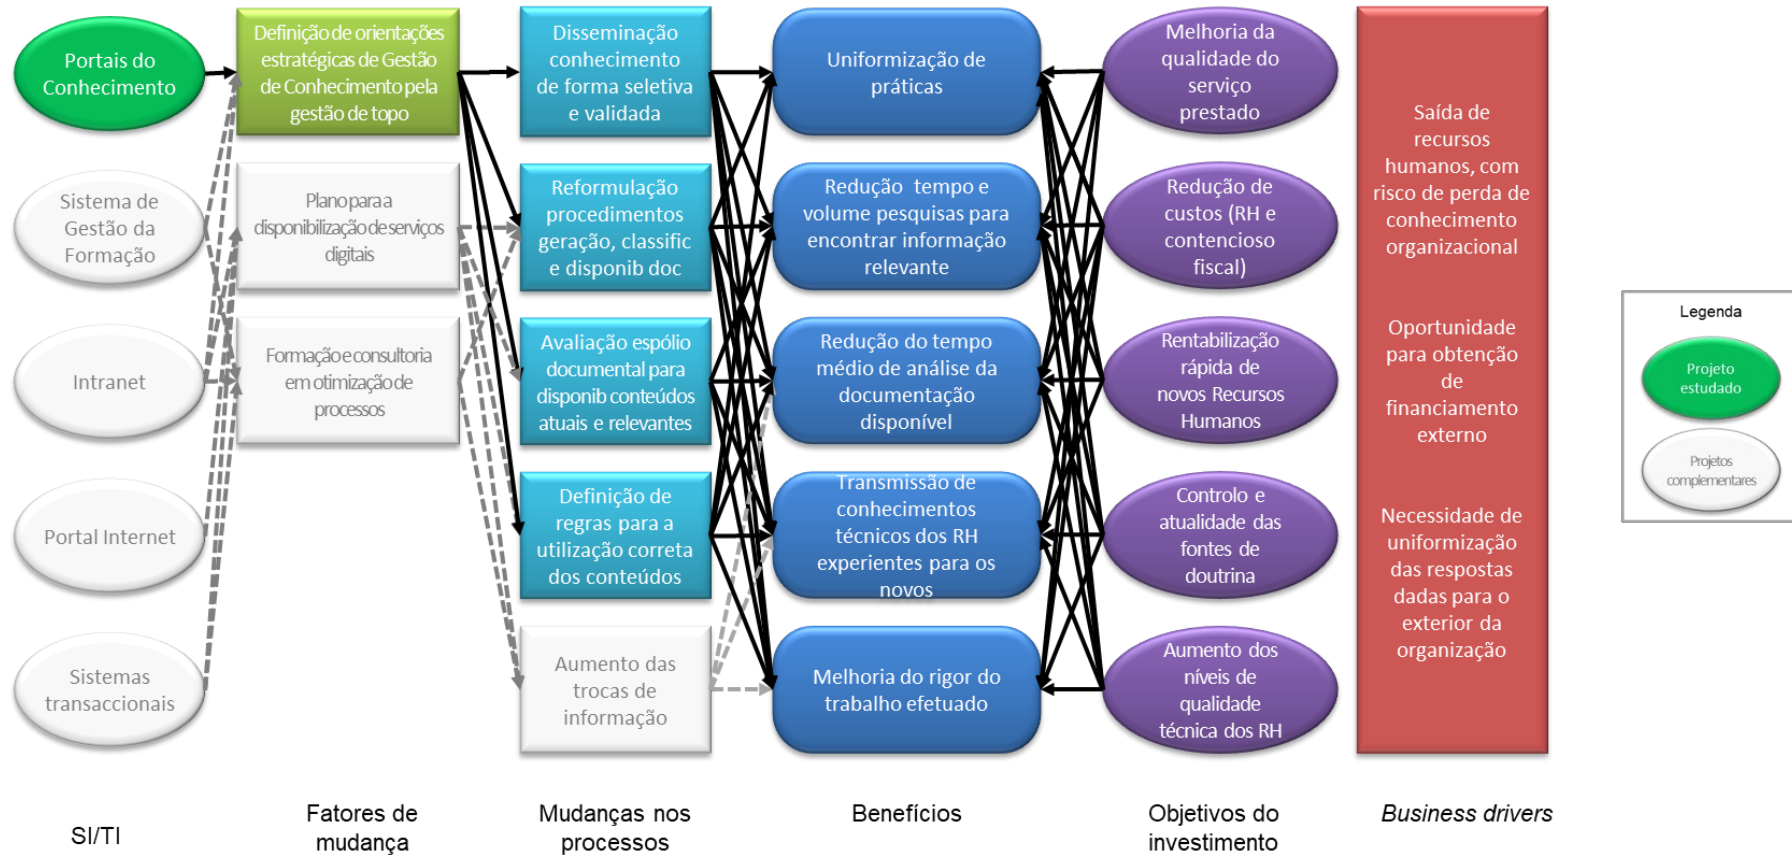 Portais do
Conhecimento
Sistema de
Gestão da
Formação
Intranet
Portal Internet
Sistemas
transaccionais
SI/TI
Definição de orientações
estratégicas de Gestão
de Conhecimento pela
gestão de topo
Plano para a
disponibilização de serviços
digitais
Formação e consultoria
em otimização de
processos
Fatores de
mudança
Disseminação
conhecimento
de forma seletiva
e validada
Reformulação
procedimentos
geração, classific
e disponib doc
Avaliação espólio
documental para
disponib conteúdos
atuais e relevantes
Definição de
regras para a
utilização correta
dos conteúdos
Aumento das
trocas de
informação
Mudanças nos
processos
Uniformização de
práticas
Redução tempo e
volume pesquisas para
encontrar informação
relevante
Redução do tempo
médio de análise da
documentação
disponível
Transmissão de
conhecimentos
técnicos dos RH
experientes para os
novos
Melhoria do rigor do
trabalho efetuado
Benefícios
Melhoria da
qualidade do
serviço
prestado
Redução de
custos (RH e
contencioso
fiscal)
Rentabilização
rápida de
novos Recursos
Humanos
Controlo e
atualidade das
fontes de
doutrina
Aumento dos
níveis de
qualidade
técnica dos RH
Objetivos do
investimento
Saída de
recursos
humanos, com
risco de perda de
conhecimento
organizacional
Oportunidade
para obtenção
de
financiamento
externo
Necessidade de
uniformização
das respostas
dadas para o
exterior da
organização
Business drivers
Legenda
Projeto
estudado
Projetos
complementares